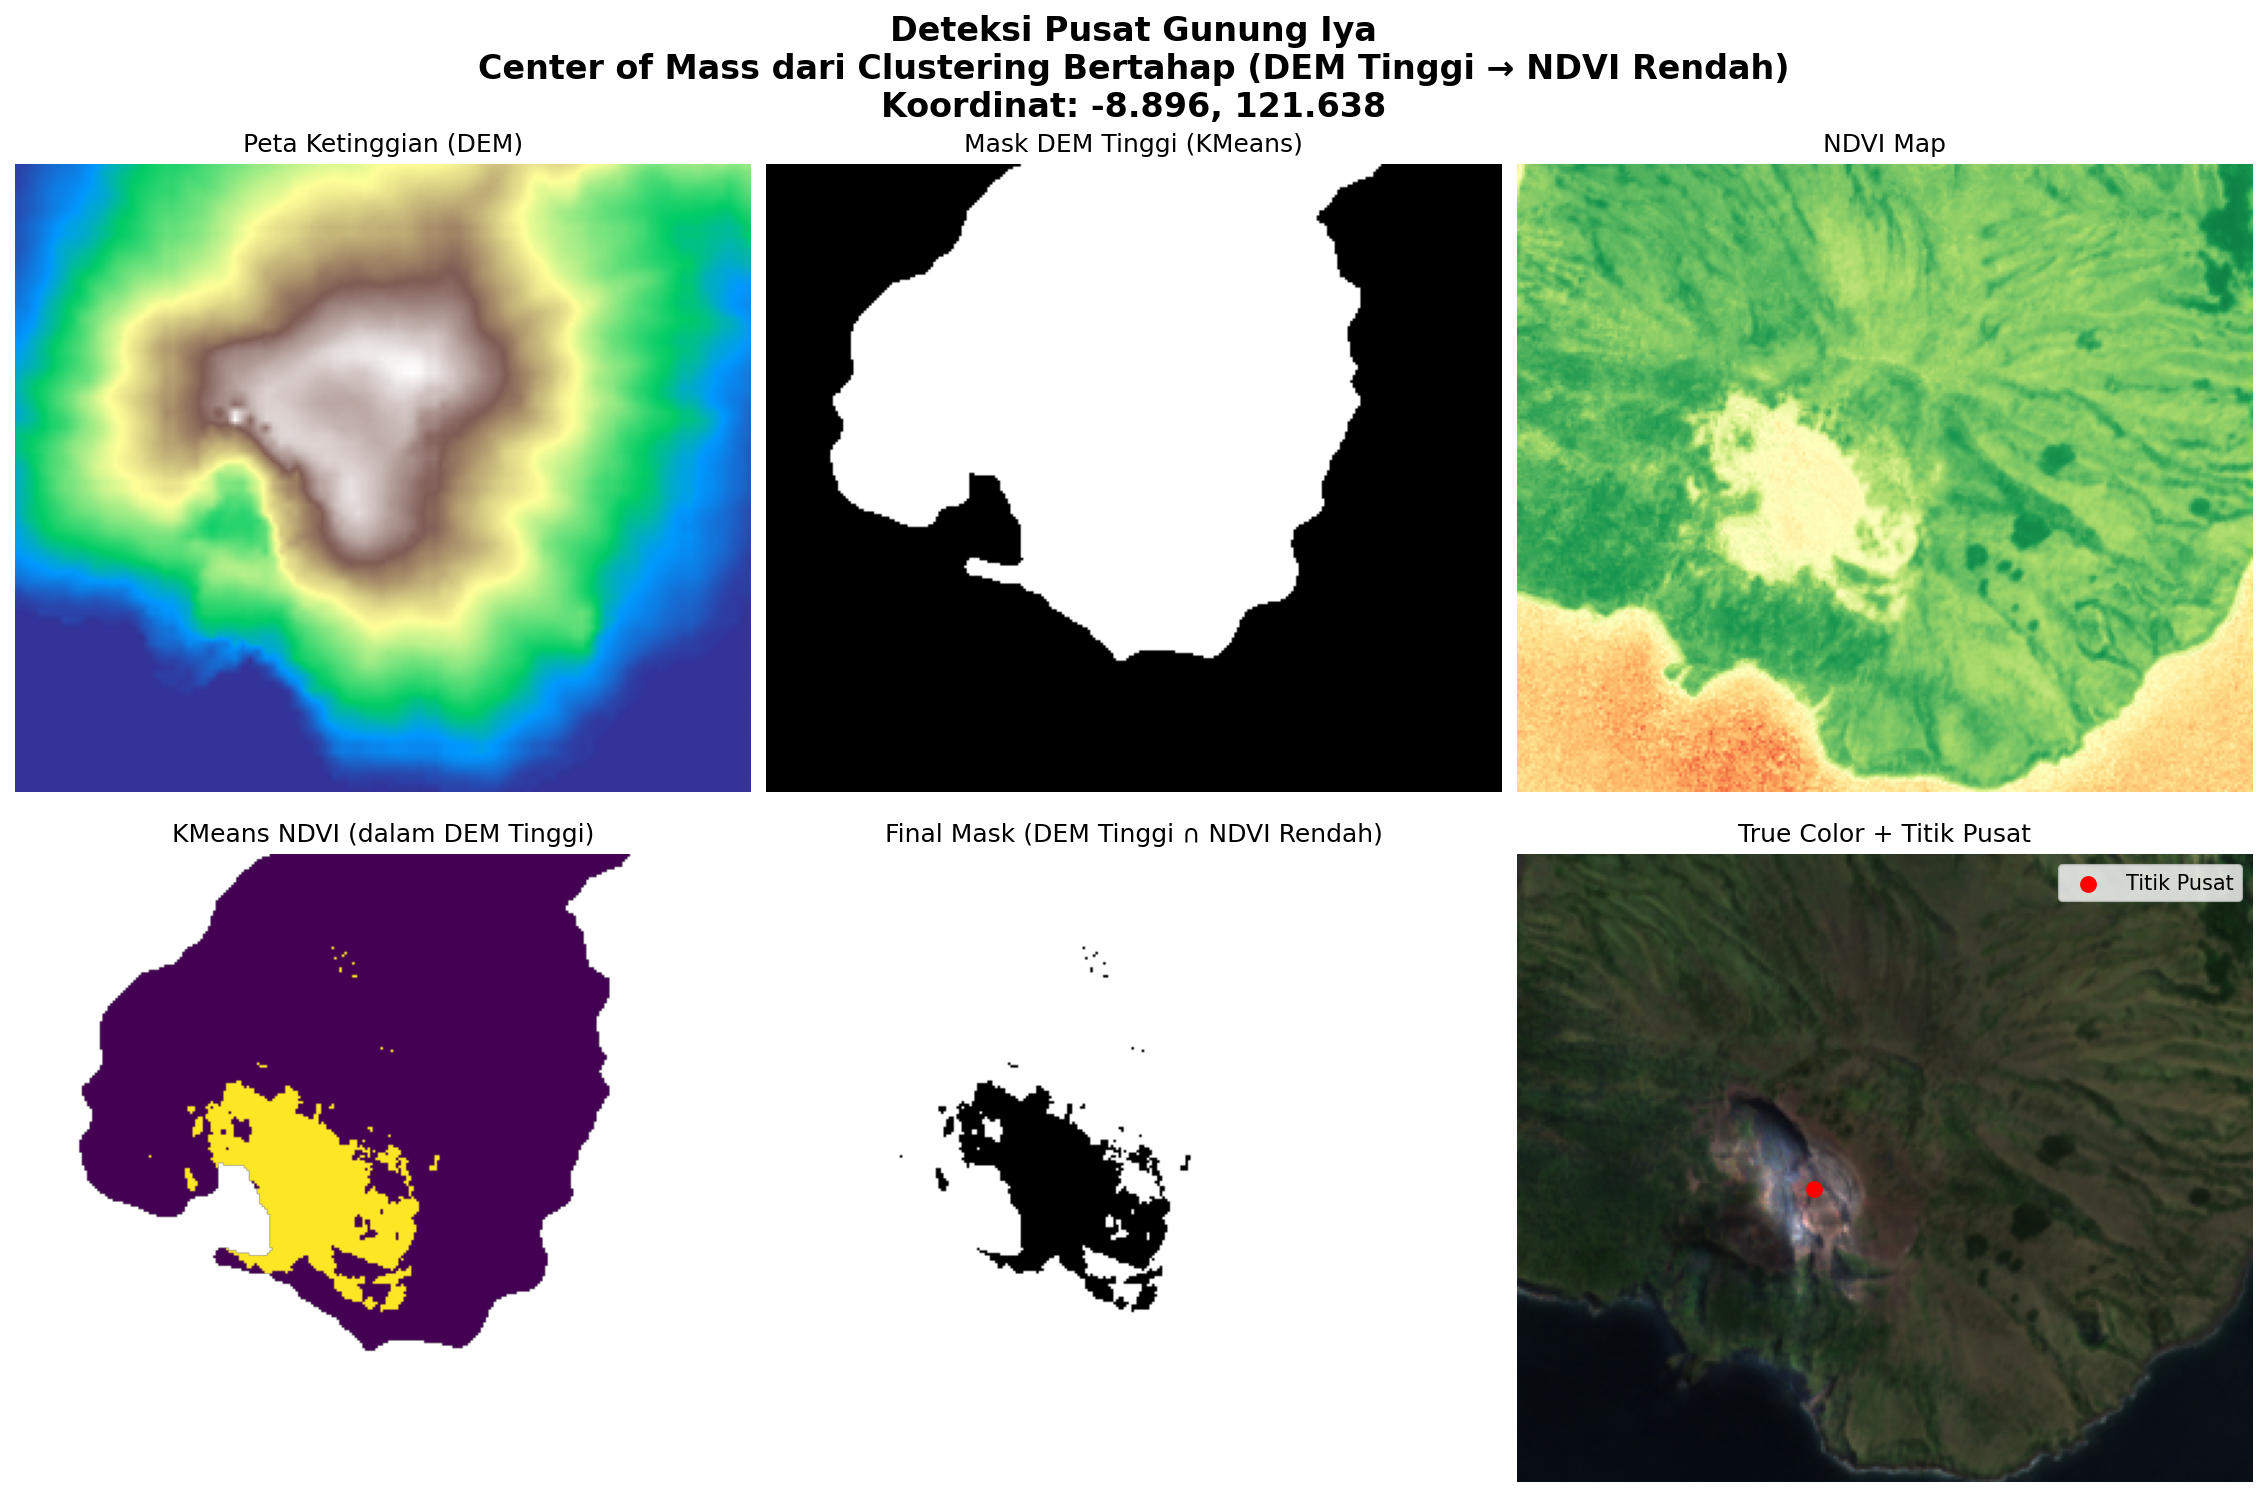 Deteksi Pusat Gunung Iya
Center of Mass dari Clustering Bertahap (DEM Tinggi → NDVI Rendah)
Koordinat: -8.896, 121.638
Peta Ketinggian (DEM)
Mask DEM Tinggi (KMeans)
NDVI Map
KMeans NDVI (dalam DEM Tinggi)
Final Mask (DEM Tinggi ∩ NDVI Rendah)
True Color + Titik Pusat
Titik Pusat